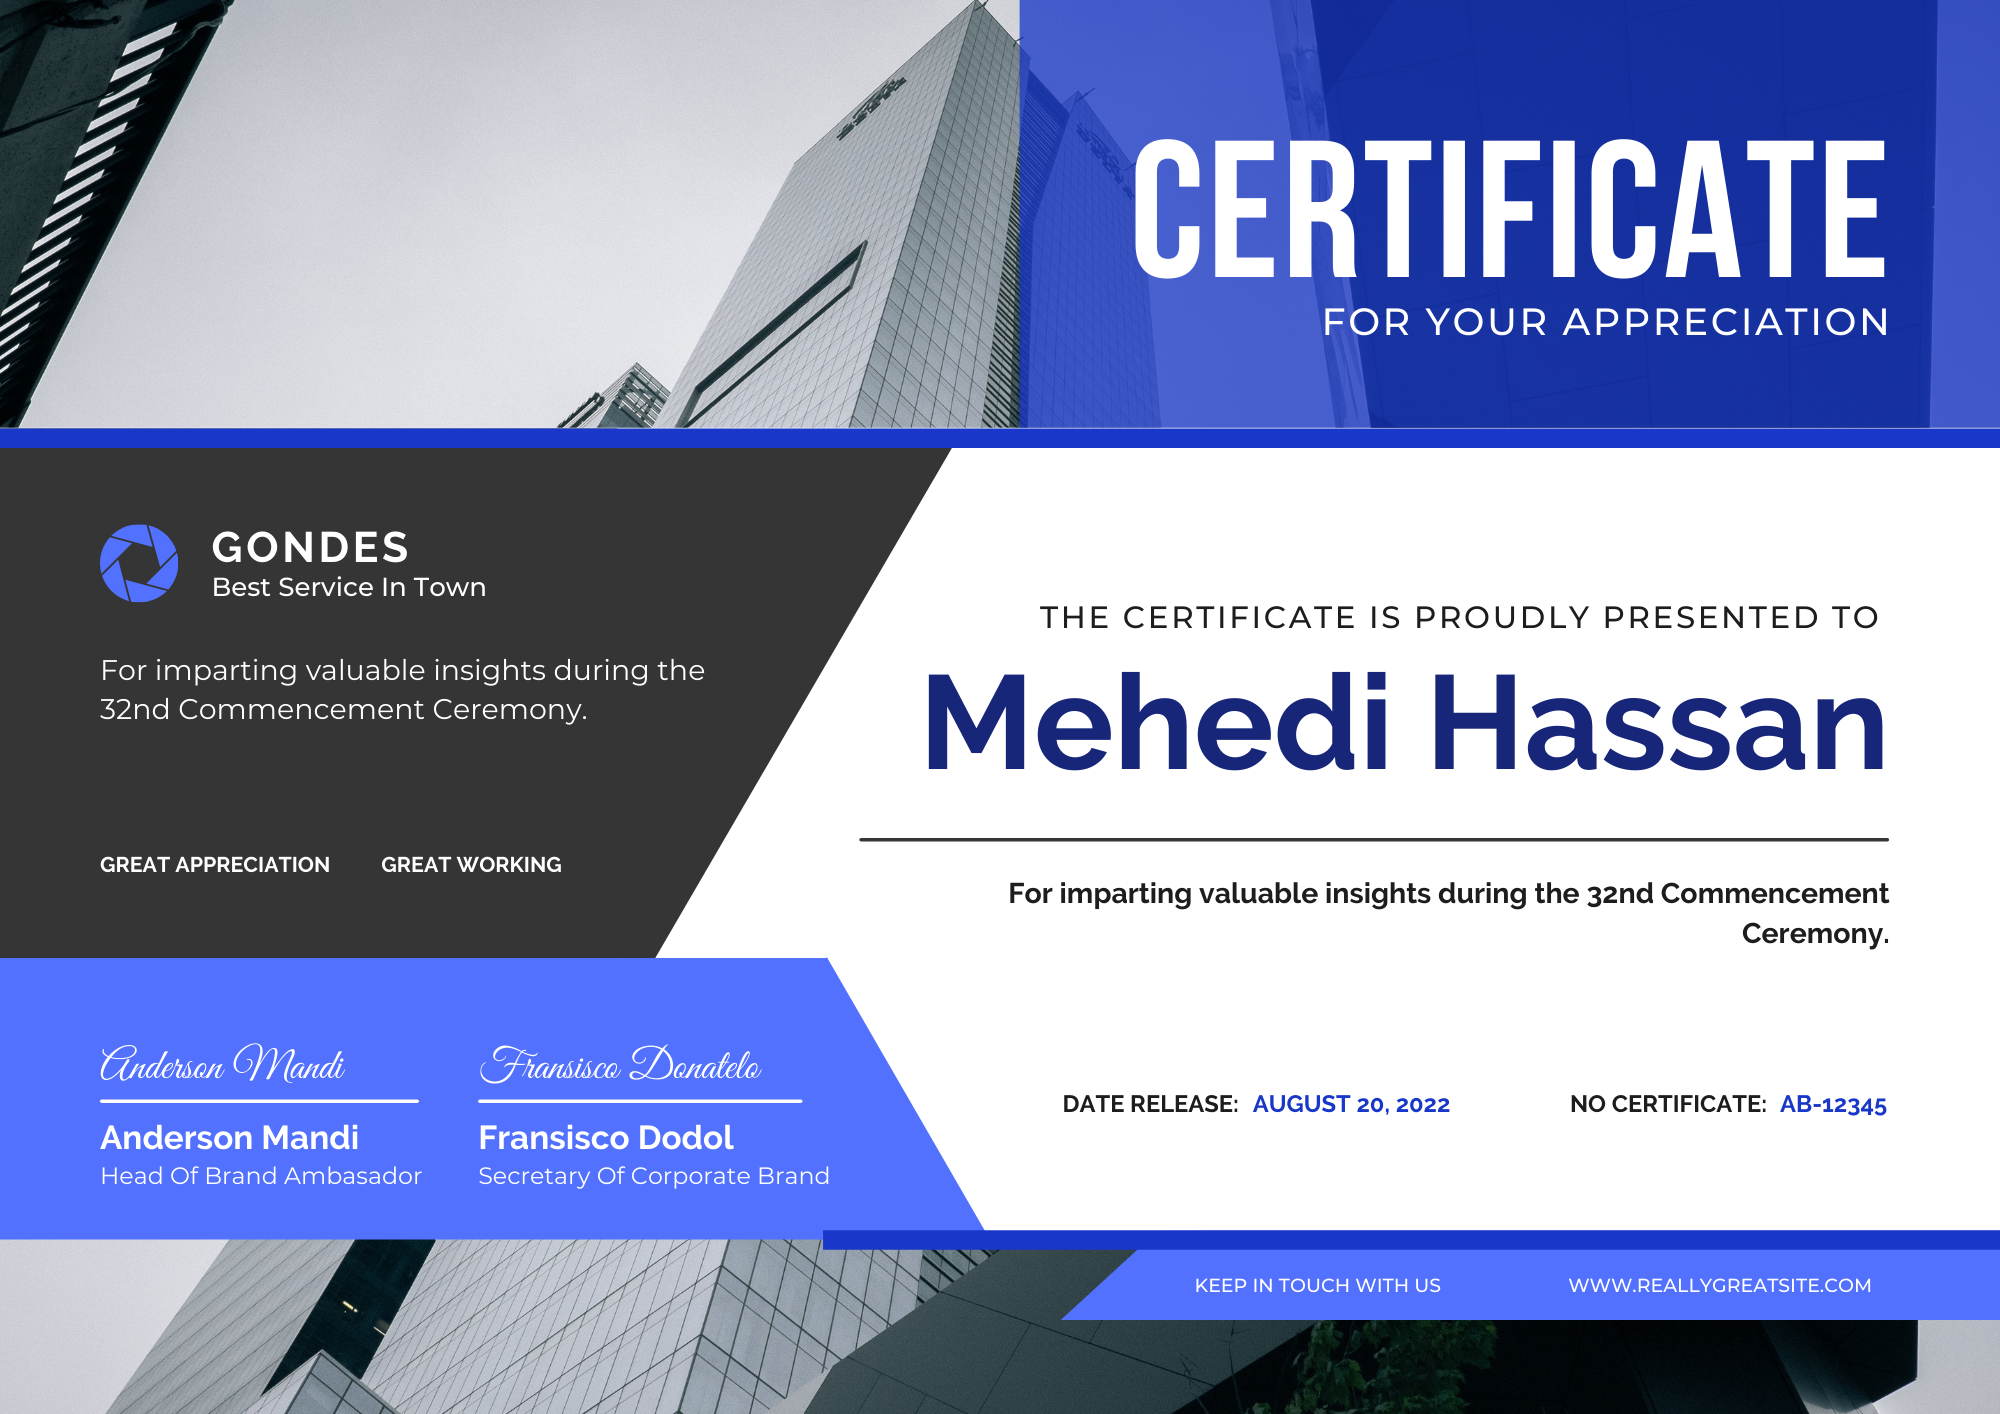 CERTIFICATE
FOR YOUR APPRECIATION
GONDES
Best Service In Town
For imparting valuable insights during the
32nd Commencement Ceremony.
GREAT APPRECIATION GREAT WORKING
THE CERTIFICATE IS PROUDLY PRESENTED TO
Mehedi Hassan
For imparting valuable insights during the 32nd Commencement
Ceremony.
Anderson Mandi
Anderson Mandi
Head Of Brand Ambasador
Fransisco Donatelo
Fransisco Dodol
Secretary Of Corporate Brand
DATE RELEASE: AUGUST 20, 2022
NO CERTIFICATE: AB-12345
KEEP IN TOUCH WITH US
WWW.REALLYGREATSITE.COM